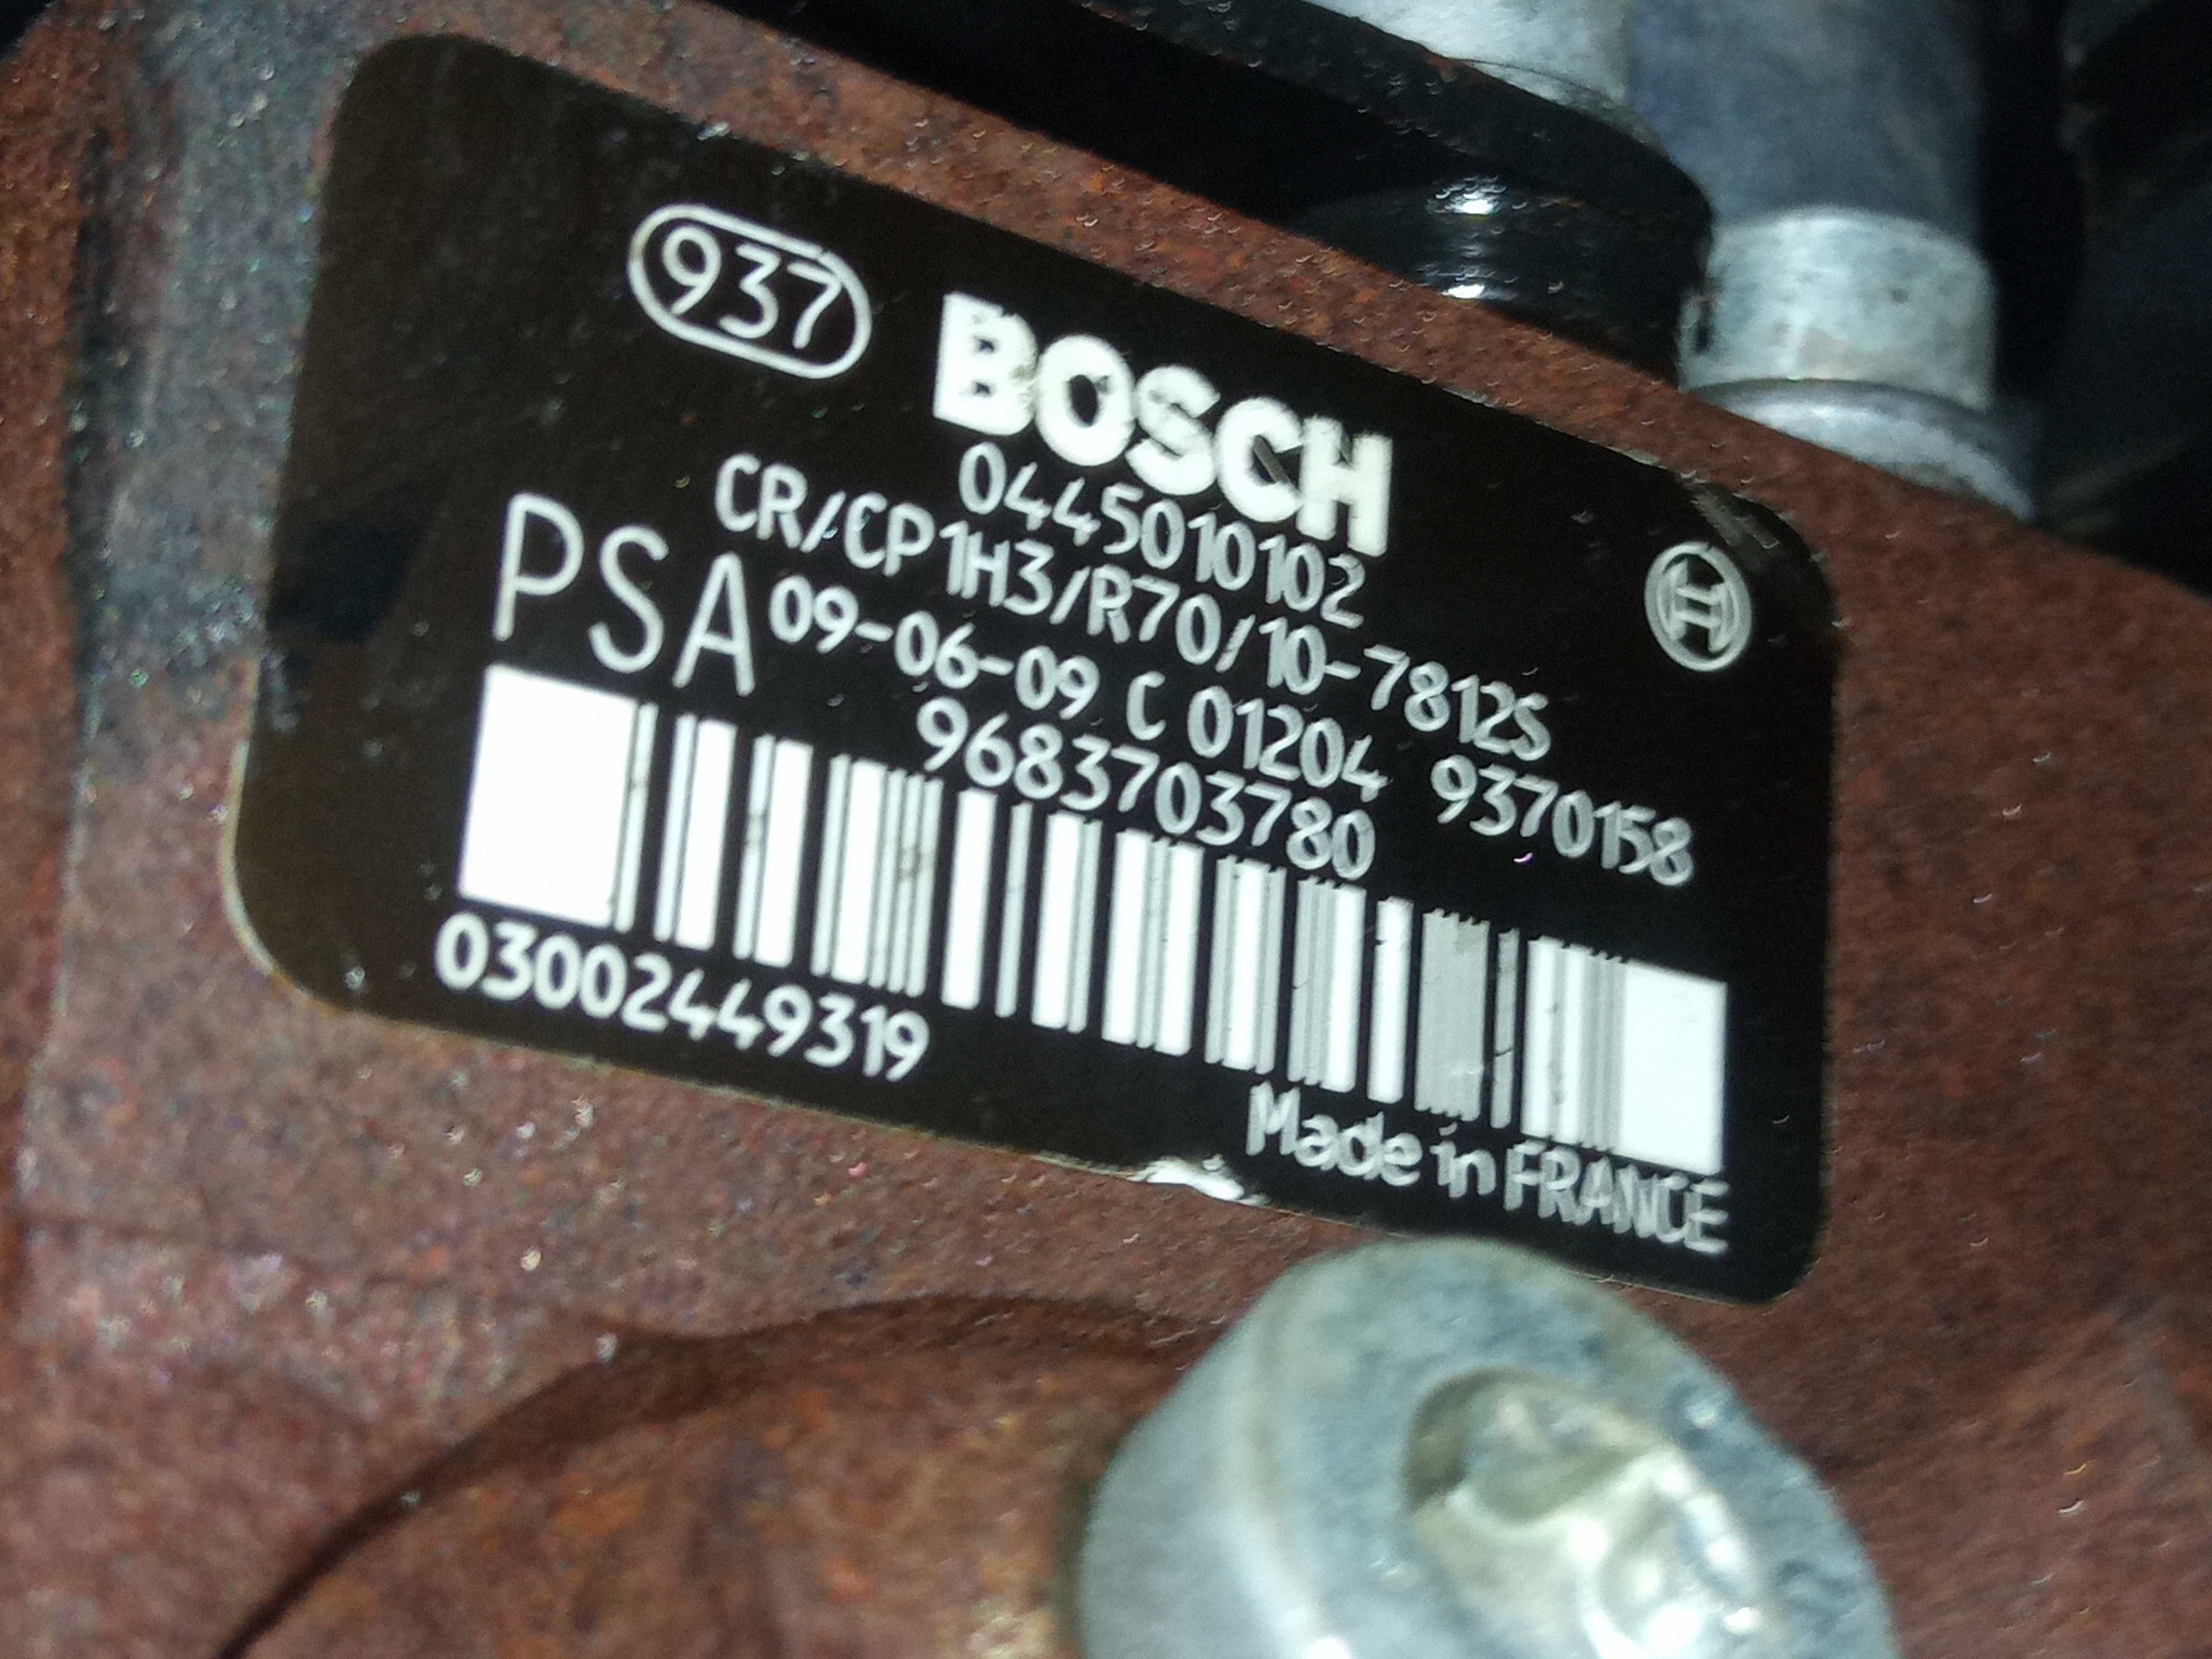 937 BOSCH
0445010102
CR/CP1H3/R70/10-7812S
PSA 09-06-09 C 01204 9370158
9683703780
03002449319
Made in FRANCE